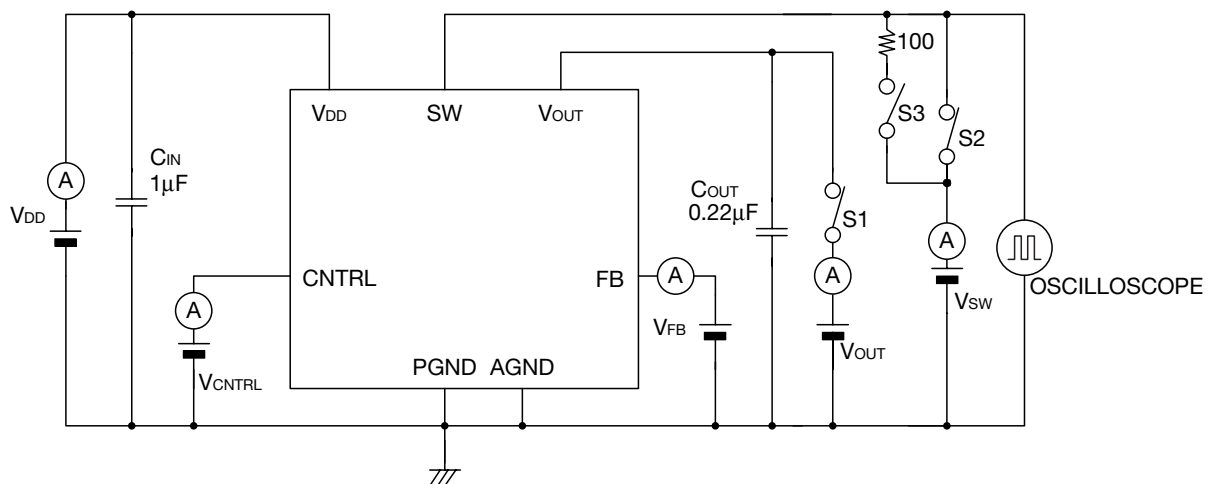 100
VDD
SW
VOUT
S3
S2
A
CIN
1µF
COUT
0.22µF
S1
VDD
A
A
CNTRL
FB
A
A
OSCILLOSCOPE
VSW
VFB
VOUT
PGND
AGND
VCNTRL